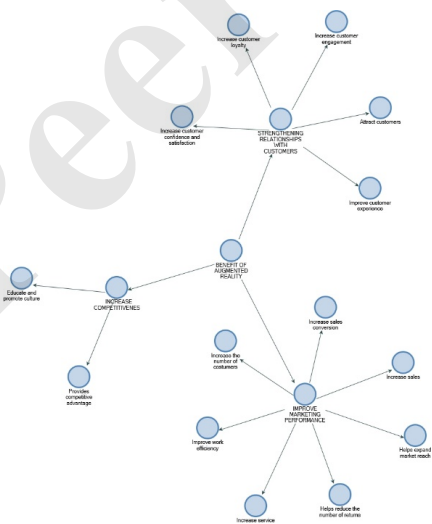 Increase customer
loyalty
Increase customer
engagement
Increase customer
confidence and
satisfaction
STRENGTHENING
RELATIONSHIPS
WITH
CUSTOMERS
Attract customers
Improve customer
experience
BENEFIT OF
AUGMENTED
REALITY
Educate and
promote culture
INCREASE
COMPETITIVENES
Provides
competitive
advantage
Increase sales
conversion
Increase the
number of
costumers
Increase sales
IMPROVE
MARKETING
PERFORMANCE
Improve work
efficiency
Helps expand
market reach
Helps reduce the
number of returns
Increase service